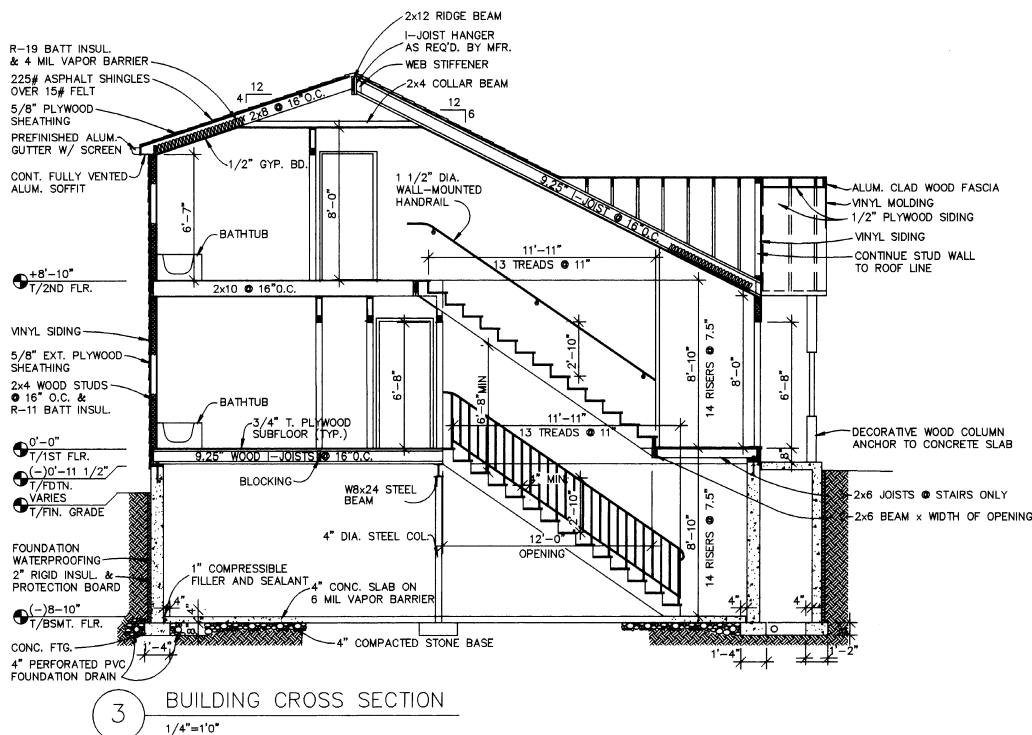 2x12 RIDGE BEAM
I-JOIST HANGER
AS REQ'D. BY MFR.
WEB STIFFENER
2x4 COLLAR BEAM
R-19 BATT INSUL.
& 4 MIL VAPOR BARRIER
225# ASPHALT SHINGLES
OVER 15# FELT
5/8" PLYWOOD
SHEATHING
PREFINISHED ALUM.
GUTTER W/ SCREEN
CONT. FULLY VENTED
ALUM. SOFFIT
12
4
2x8 @ 16"O.C.
12
6
1/2" GYP. BD.
1 1/2" DIA.
WALL-MOUNTED
HANDRAIL
9.25" I-JOIST @ 16"O.C.
ALUM. CLAD WOOD FASCIA
VINYL MOLDING
1/2" PLYWOOD SIDING
VINYL SIDING
CONTINUE STUD WALL
TO ROOF LINE
6'-7"
8'-0"
BATHTUB
11'-11"
13 TREADS @ 11"
+8'-10"
T/2ND FLR.
2x10 @ 16"O.C.
VINYL SIDING
5/8" EXT. PLYWOOD
SHEATHING
2x4 WOOD STUDS
@ 16" O.C. &
R-11 BATT INSUL.
BATHTUB
3/4" T. PLYWOOD
SUBFLOOR (TYP.)
6'-8"
6'-8"MIN
2'-10"
8'-10"
14 RISERS @ 7.5"
8'-0"
6'-8"
11'-11"
13 TREADS @ 11"
DECORATIVE WOOD COLUMN
ANCHOR TO CONCRETE SLAB
0'-0"
T/1ST FLR.
9.25" WOOD I-JOISTS @ 16"O.C.
8"
(-)0'-11 1/2"
T/FDTN.
VARIES
T/FIN. GRADE
BLOCKING
W8x24 STEEL
BEAM
4" MIN.
2'-10"
2x6 JOISTS @ STAIRS ONLY
2x6 BEAM x WIDTH OF OPENING
4" DIA. STEEL COL.
12'-0"
OPENING
8'-10"
14 RISERS @ 7.5"
FOUNDATION
WATERPROOFING
2" RIGID INSUL. &
PROTECTION BOARD
1" COMPRESSIBLE
FILLER AND SEALANT
4" CONC. SLAB ON
6 MIL VAPOR BARRIER
(-)8-10"
T/BSMT. FLR.
4"
4"
8"
4"
4"
CONC. FTG.
4" PERFORATED PVC
FOUNDATION DRAIN
1'-4"
4" COMPACTED STONE BASE
1'-4"
1'-2"
3
BUILDING CROSS SECTION
1/4"=1'0"